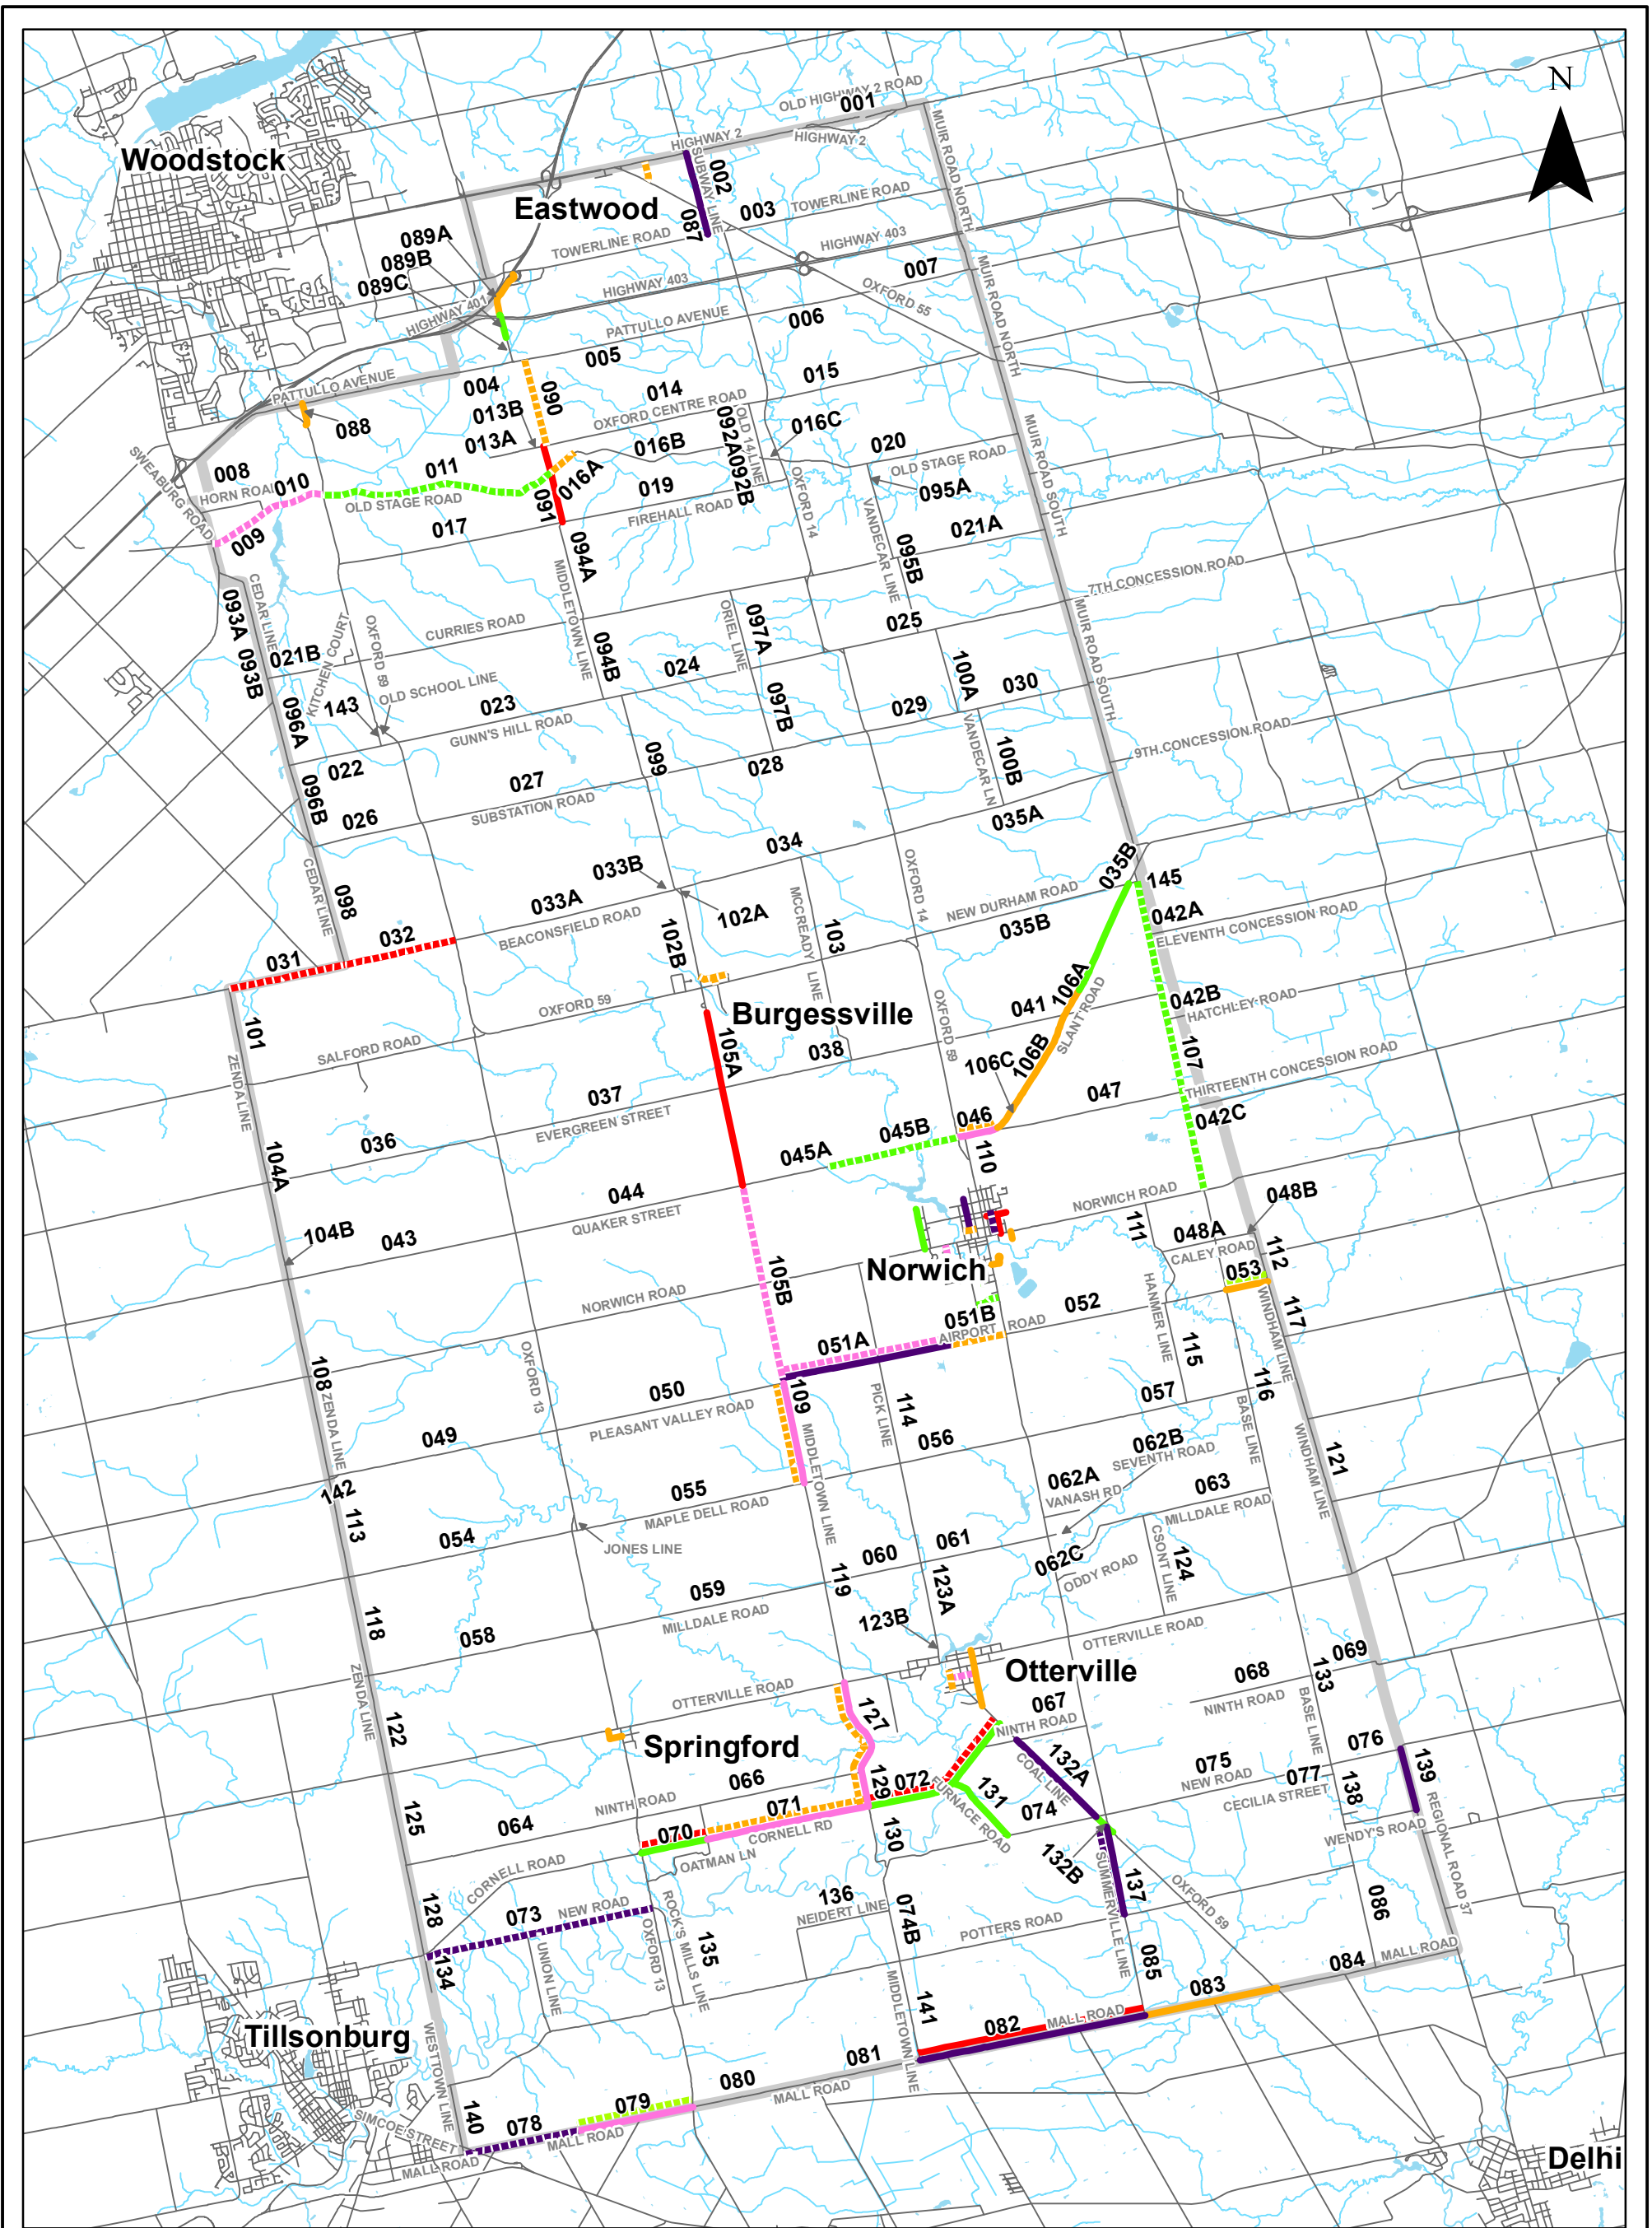 N
OLD HIGHWAY 2 ROAD
001
HIGHWAY 2
HIGHWAY 2
MUIR ROAD NORTH
Woodstock
SUBWAY LINE
002
Eastwood
087
003
TOWERLINE ROAD
089A
089B
089C
TOWERLINE ROAD
HIGHWAY 403
HIGHWAY 403
007
MUIR ROAD NORTH
HIGHWAY 401
OXFORD 55
PATTULLO AVENUE
006
005
PATTULLO AVENUE
004
090
014
015
013B
OXFORD CENTRE ROAD
088
013A
092A
OLD 14 LINE
016C
016B
020
OLD STAGE ROAD
MUIR ROAD SOUTH
SWEABURG ROAD
008
HORN ROAD
010
011
OLD STAGE ROAD
016A
091
019
FIREHALL ROAD
092B
OXFORD 14
095A
VANDECAR LINE
009
017
021A
094A
095B
MIDDLETOWN LINE
7TH CONCESSION ROAD
093A
CEDAR LINE
KITCHEN COURT
OXFORD 59
CURRIES ROAD
ORIEL LINE
097A
025
MUIR ROAD SOUTH
093B
021B
094B
024
100A
030
OLD SCHOOL LINE
143
096A
023
GUNN'S HILL ROAD
097B
029
VANDECAR LN
9TH CONCESSION ROAD
022
099
028
100B
096B
027
SUBSTATION ROAD
026
035A
034
CEDAR LINE
098
033B
033A
BEACONSFIELD ROAD
102A
MCCREADY LINE
103
OXFORD 14
NEW DURHAM ROAD
035B
035B
145
042A
ELEVENTH CONCESSION ROAD
032
031
102B
106A
042B
HATCHLEY ROAD
OXFORD 59
Burgessville
OXFORD 59
041
SLANT ROAD
101
SALFORD ROAD
105A
038
106C
106B
107
THIRTEENTH CONCESSION ROAD
ZENDA LINE
037
EVERGREEN STREET
047
046
042C
036
104A
045A
045B
110
044
QUAKER STREET
NORWICH ROAD
048B
111
048A
CALEY ROAD
104B
043
Norwich
112
053
105B
NORWICH ROAD
HANMER LINE
WINDHAM LINE
117
051B
052
AIRPORT ROAD
051A
115
OXFORD 13
108
ZENDA LINE
050
PLEASANT VALLEY ROAD
109
PICK LINE
114
057
116
BASE LINE
049
MIDDLETOWN LINE
056
WINDHAM LINE
121
062B
SEVENTH ROAD
062A
VANASH RD
063
MILLDALE ROAD
142
055
MAPLE DELL ROAD
113
054
JONES LINE
061
060
062C
ODDY ROAD
CSONT LINE
124
119
123A
059
MILLDALE ROAD
118
058
123B
OTTERVILLE ROAD
069
068
NINTH ROAD
133
ZENDA LINE
Otterville
OTTERVILLE ROAD
067
NINTH ROAD
BASE LINE
127
122
Springford
132A
COAL LINE
076
075
NEW ROAD
139
066
129
072
077
CECILIA STREET
138
REGIONAL ROAD 37
NINTH ROAD
071
CORNELL RD
FURNACE ROAD
131
074
125
064
070
OATMAN LN
130
WENDY'S ROAD
132B
CORNELL ROAD
SUMMERVILLE LINE
137
OXFORD 59
128
073
NEW ROAD
ROCK'S MILLS LINE
136
NEIDERT LINE
074B
086
OXFORD 13
135
POTTERS ROAD
134
UNION LINE
085
084
MALL ROAD
WESTTOWN LINE
MIDDLETOWN LINE
141
083
Tillsonburg
082
MALL ROAD
081
080
MALL ROAD
079
140
SIMCOE STREET
078
MALL ROAD
MALL ROAD
Delhi